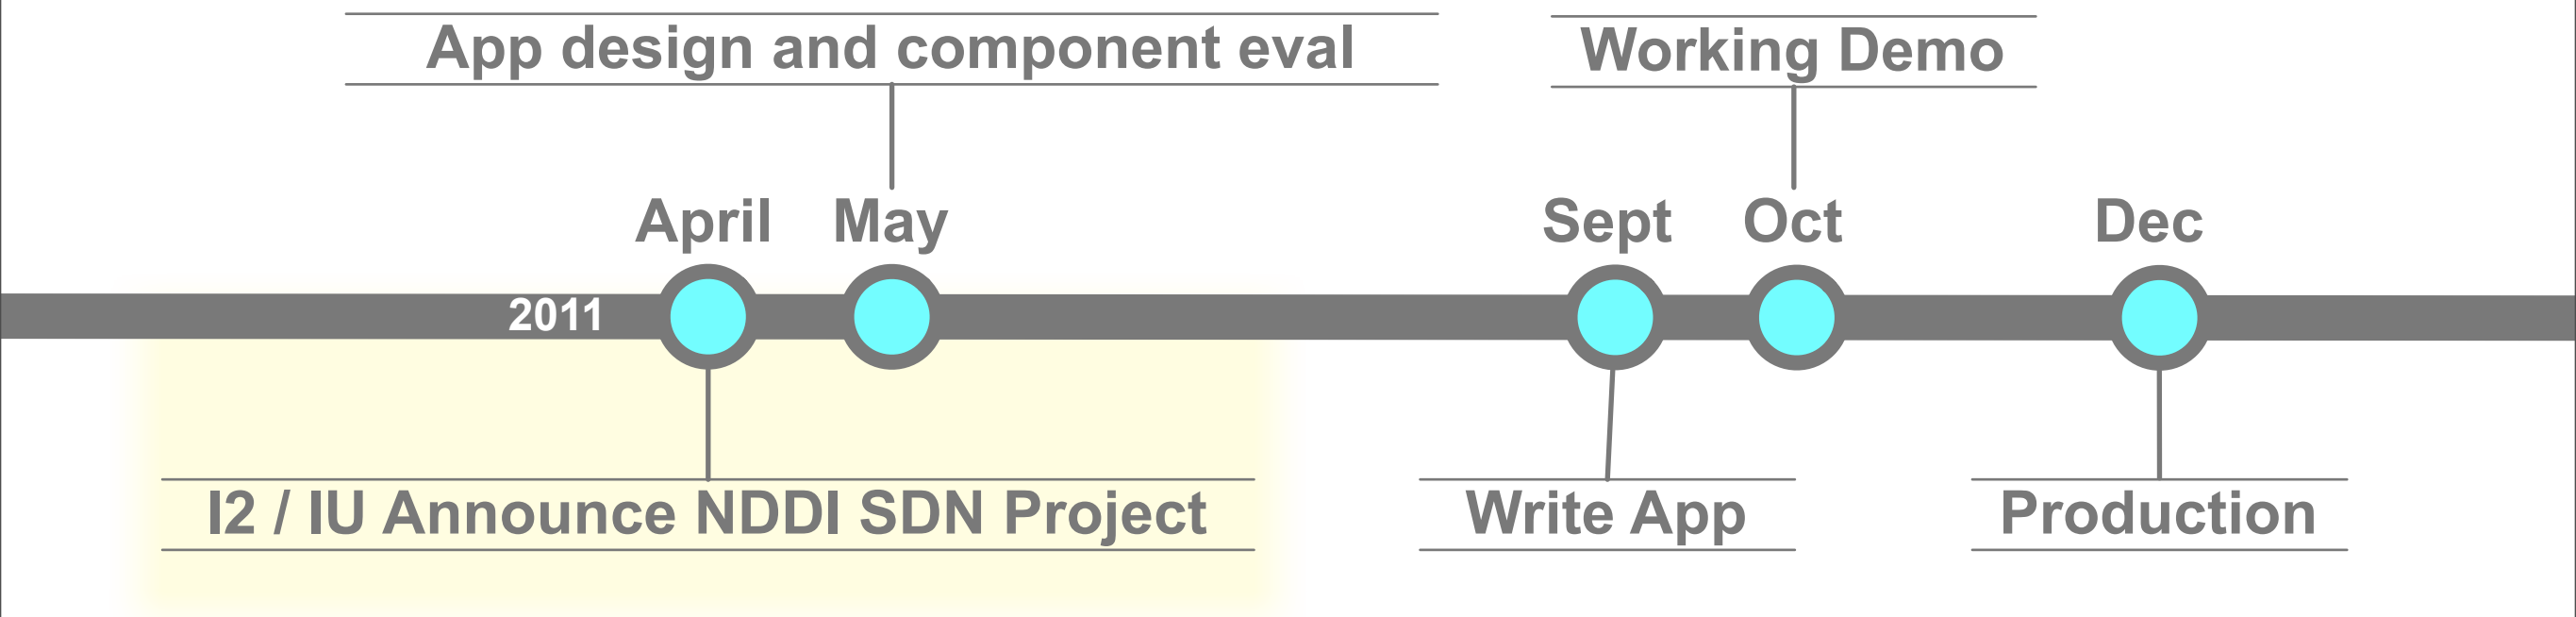 App design and component eval
Working Demo
April
May
Sept
Oct
Dec
2011
I2 / IU Announce NDDI SDN Project
Write App
Production